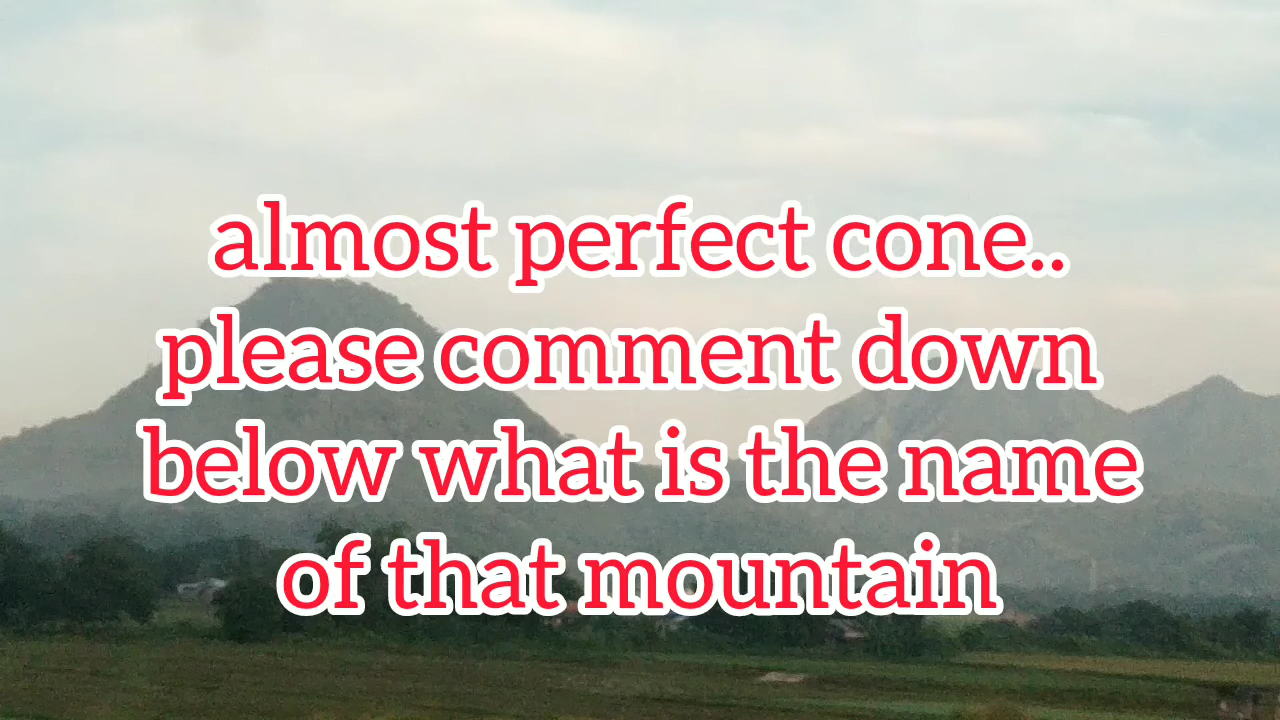 almost perfect cone..
please comment down
below what is the name
of that mountain